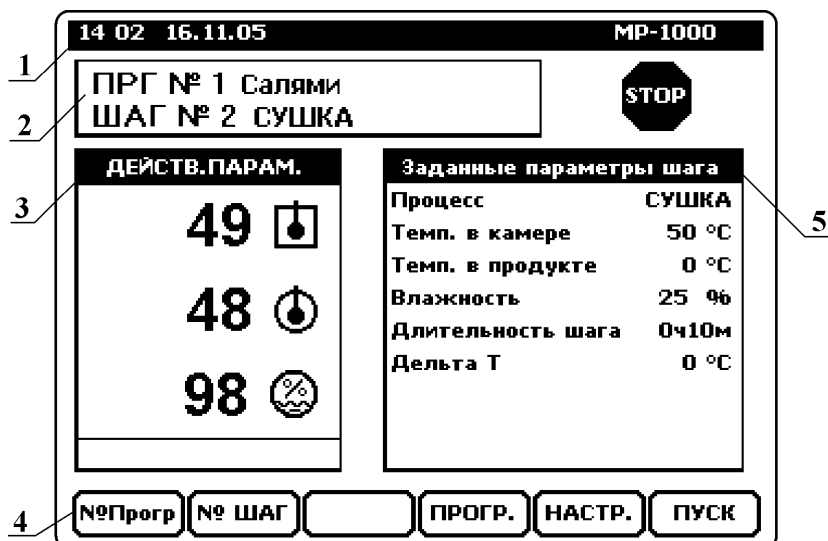 14 02 16.11.05 MP-1000
1
ПРГ № 1 Салями
ШАГ № 2 СУШКА
STOP
2
ДЕЙСТВ.ПАРАМ.
3
49
48
98 %
Заданные параметры шага
5
Процесс СУШКА
Темп. в камере 50 °C
Темп. в продукте 0 °C
Влажность 25 %
Длительность шага 0ч10м
Дельта Т 0 °C
4
№Прогр № ШАГ ПРОГР. НАСТР. ПУСК